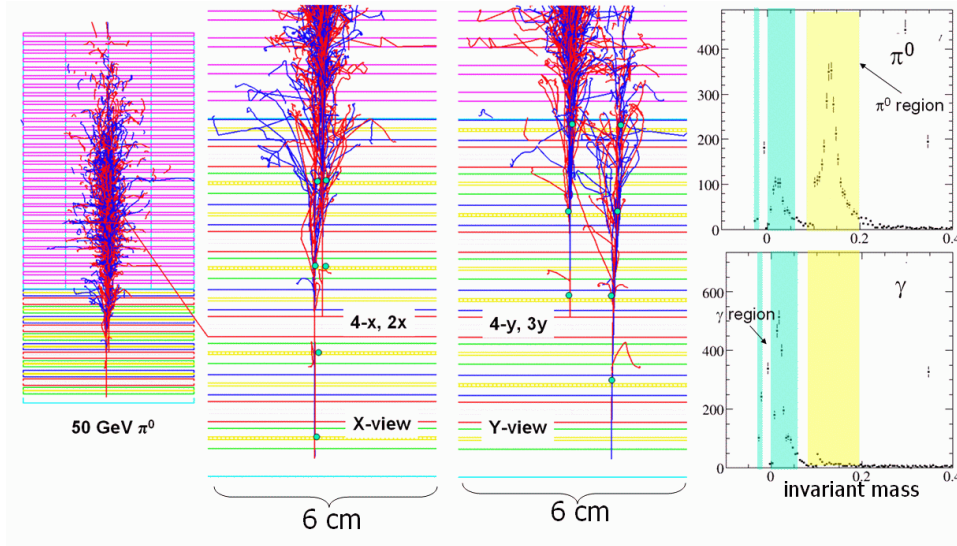 50 GeV π⁰
4-x, 2x
X-view
6 cm
4-y, 3y
Y-view
6 cm
400
300
200
100
0
0
0.2
0.4
π⁰
π⁰ region
600
400
200
0
0
0.2
0.4
γ
γ region
invariant mass